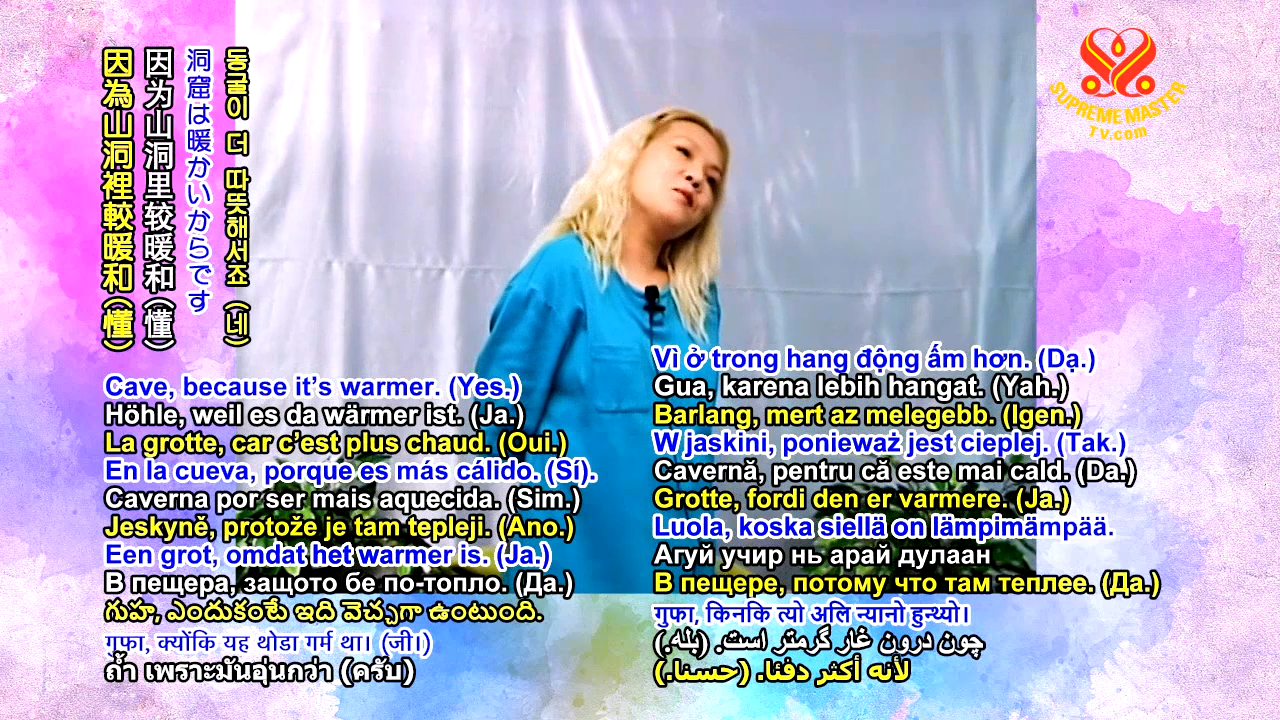 因為山洞裡較暖和(懂)
因为山洞里较暖和(懂)
洞窟は暖かいからです
동굴이 더 따뜻해서죠 (네)
SUPREME MASTER
TV.com
Cave, because it’s warmer. (Yes.)
Höhle, weil es da wärmer ist. (Ja.)
La grotte, car c’est plus chaud. (Oui.)
En la cueva, porque es más cálido. (Sí).
Caverna por ser mais aquecida. (Sim.)
Jeskyně, protože je tam tepleji. (Ano.)
Een grot, omdat het warmer is. (Ja.)
В пещера, защото бе по-топло. (Да.)
గుహ, ఎందుకంటే ఇది వెచ్చగా ఉంటుంది.
गुफा, क्योंकि यह थोडा गर्म था। (जी।)
ถ้ำ เพราะมันอุ่นกว่า (ครับ)
Vì ở trong hang động ấm hơn. (Dạ.)
Gua, karena lebih hangat. (Yah.)
Barlang, mert az melegebb. (Igen.)
W jaskini, ponieważ jest cieplej. (Tak.)
Cavernă, pentru că este mai cald. (Da.)
Grotte, fordi den er varmere. (Ja.)
Luola, koska siellä on lämpimämpää.
Агуй учир нь арай дулаан
В пещере, потому что там теплее. (Да.)
गुफा, किनकि त्यो अलि न्यानो हुन्थ्यो।
چون درون غار گرمتر است. (بله.)
لأنه أكثر دفئا. (حسنا.)